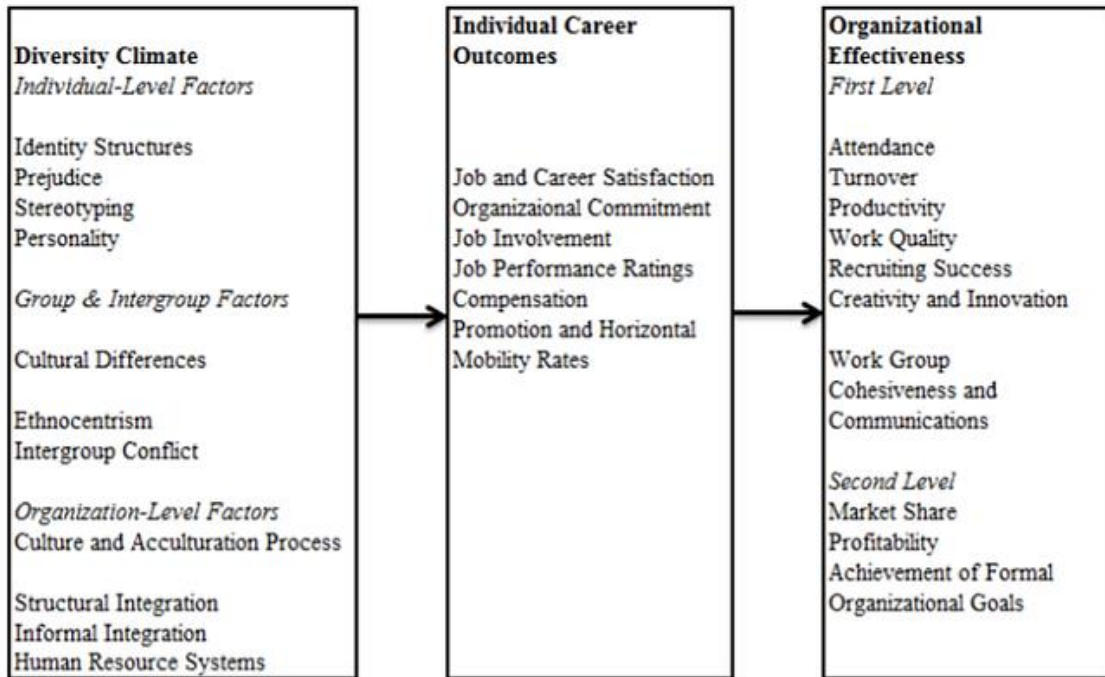 Diversity Climate
Individual-Level Factors
Identity Structures
Prejudice
Stereotyping
Personality
Group & Intergroup Factors
Cultural Differences
Ethnocentrism
Intergroup Conflict
Organization-Level Factors
Culture and Acculturation Process
Structural Integration
Informal Integration
Human Resource Systems
Individual Career
Outcomes
Job and Career Satisfaction
Organizaional Commitment
Job Involvement
Job Performance Ratings
Compensation
Promotion and Horizontal
Mobility Rates
Organizational
Effectiveness
First Level
Attendance
Turnover
Productivity
Work Quality
Recruiting Success
Creativity and Innovation
Work Group
Cohesiveness and
Communications
Second Level
Market Share
Profitability
Achievement of Formal
Organizational Goals